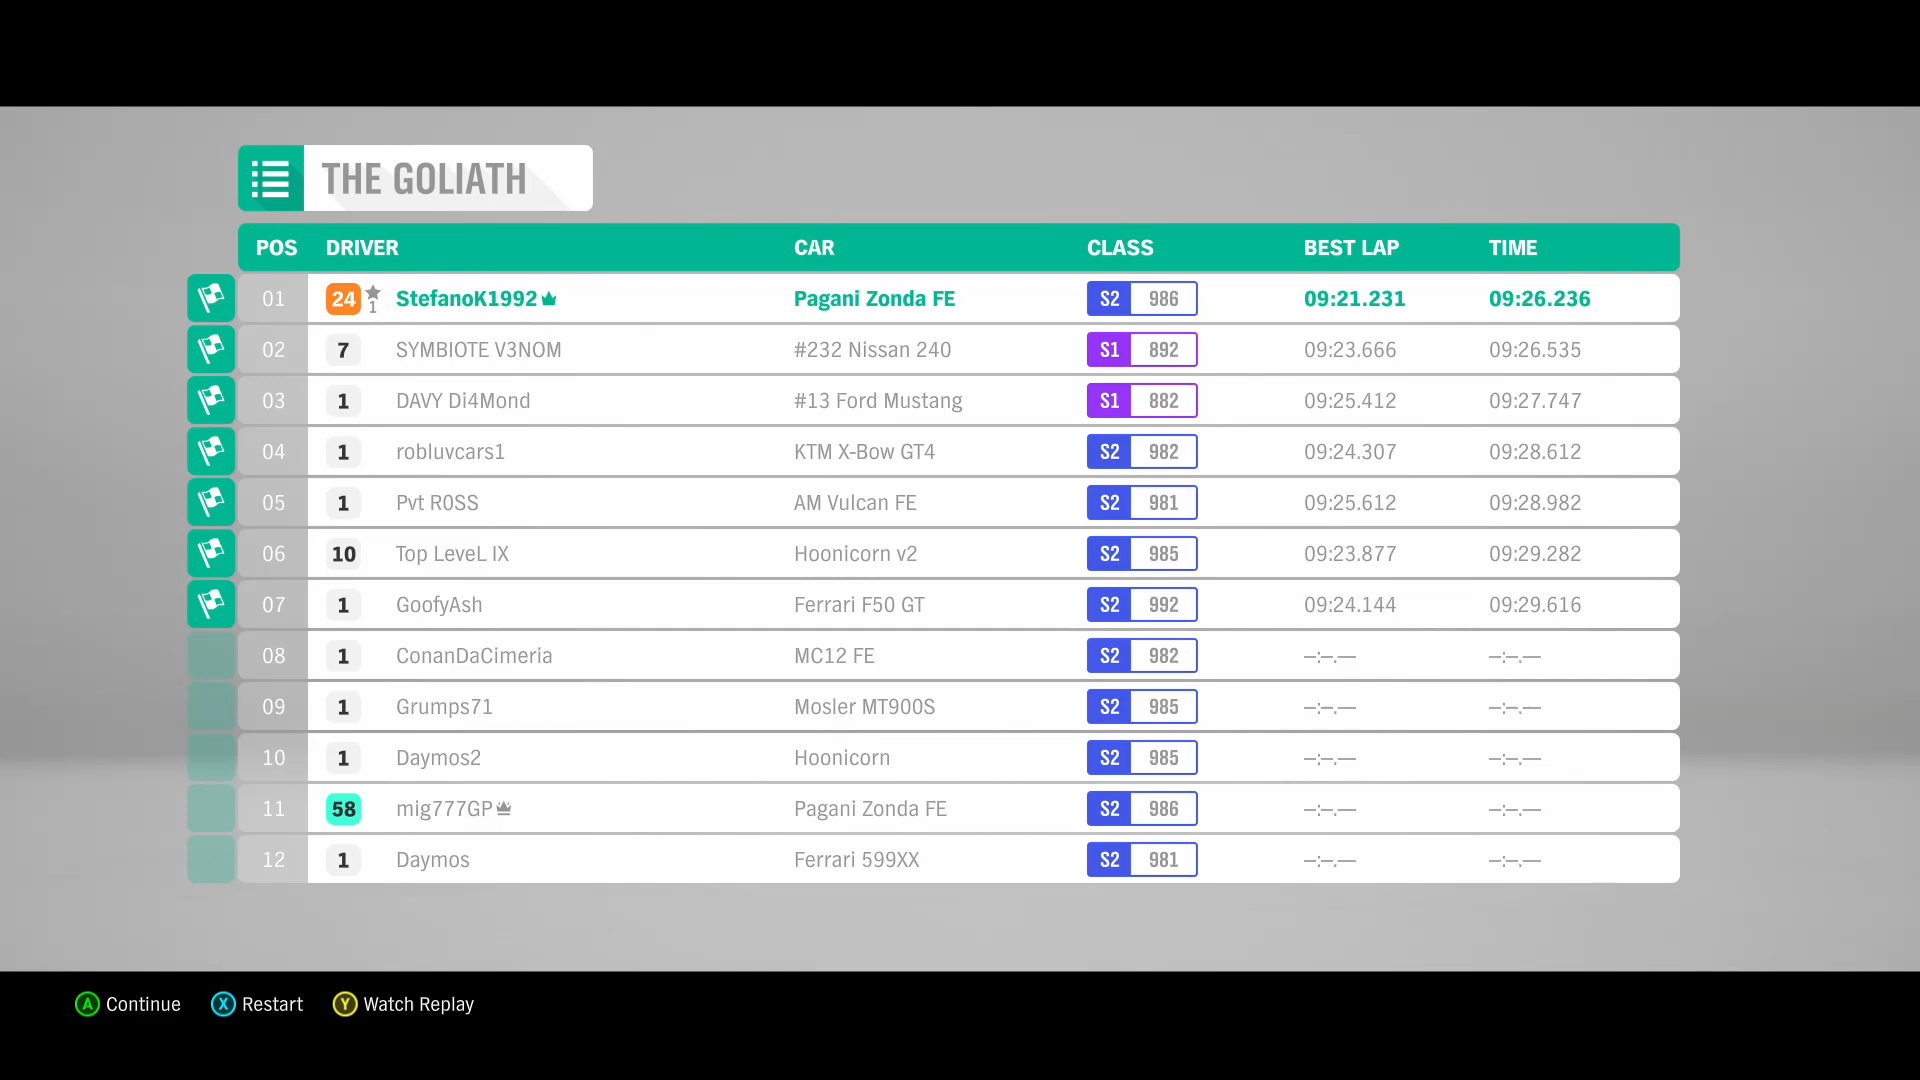 THE GOLIATH
POS DRIVER CAR CLASS BEST LAP TIME
01 24 1 StefanoK1992 Pagani Zonda FE S2 986 09:21.231 09:26.236
02 7 SYMBIOTE V3NOM #232 Nissan 240 S1 892 09:23.666 09:26.535
03 1 DAVY Di4Mond #13 Ford Mustang S1 882 09:25.412 09:27.747
04 1 robluvcars1 KTM X-Bow GT4 S2 982 09:24.307 09:28.612
05 1 Pvt R0SS AM Vulcan FE S2 981 09:25.612 09:28.982
06 10 Top LeveL IX Hoonicorn v2 S2 985 09:23.877 09:29.282
07 1 GoofyAsh Ferrari F50 GT S2 992 09:24.144 09:29.616
08 1 ConanDaCimeria MC12 FE S2 982 –:–.–– –:–.––
09 1 Grumps71 Mosler MT900S S2 985 –:–.–– –:–.––
10 1 Daymos2 Hoonicorn S2 985 –:–.–– –:–.––
11 58 mig777GP Pagani Zonda FE S2 986 –:–.–– –:–.––
12 1 Daymos Ferrari 599XX S2 981 –:–.–– –:–.––
A Continue X Restart Y Watch Replay